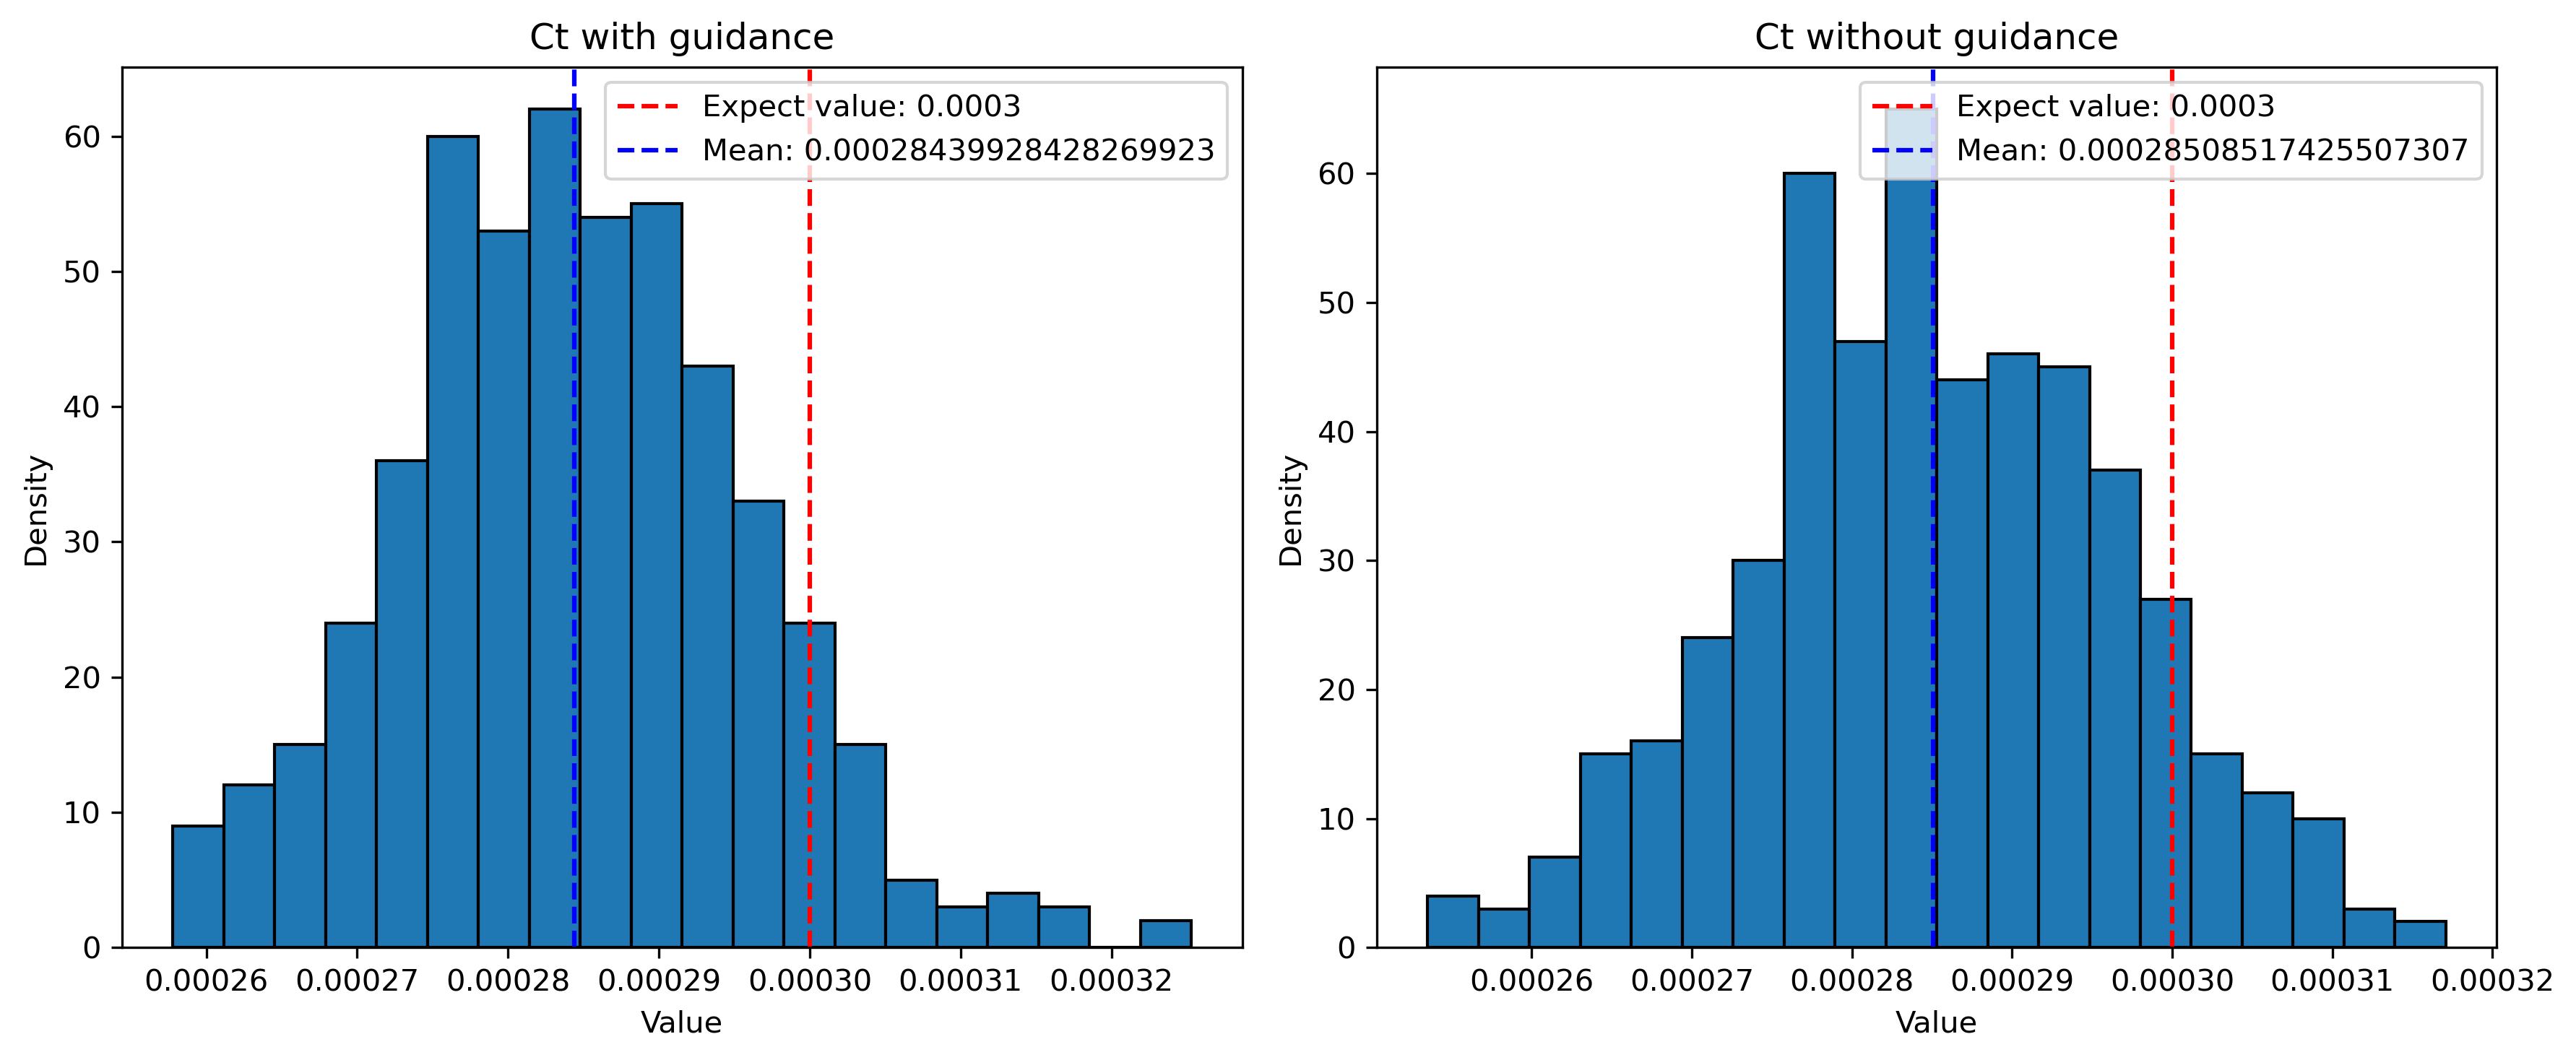 Ct with guidance
Expect value: 0.0003
Mean: 0.00028439928428269923
60
50
40
30
20
10
0
Density
0.00026 0.00027 0.00028 0.00029 0.00030 0.00031 0.00032
Value
Ct without guidance
Expect value: 0.0003
Mean: 0.00028508517425507307
60
50
40
30
20
10
0
Density
0.00026 0.00027 0.00028 0.00029 0.00030 0.00031 0.00032
Value